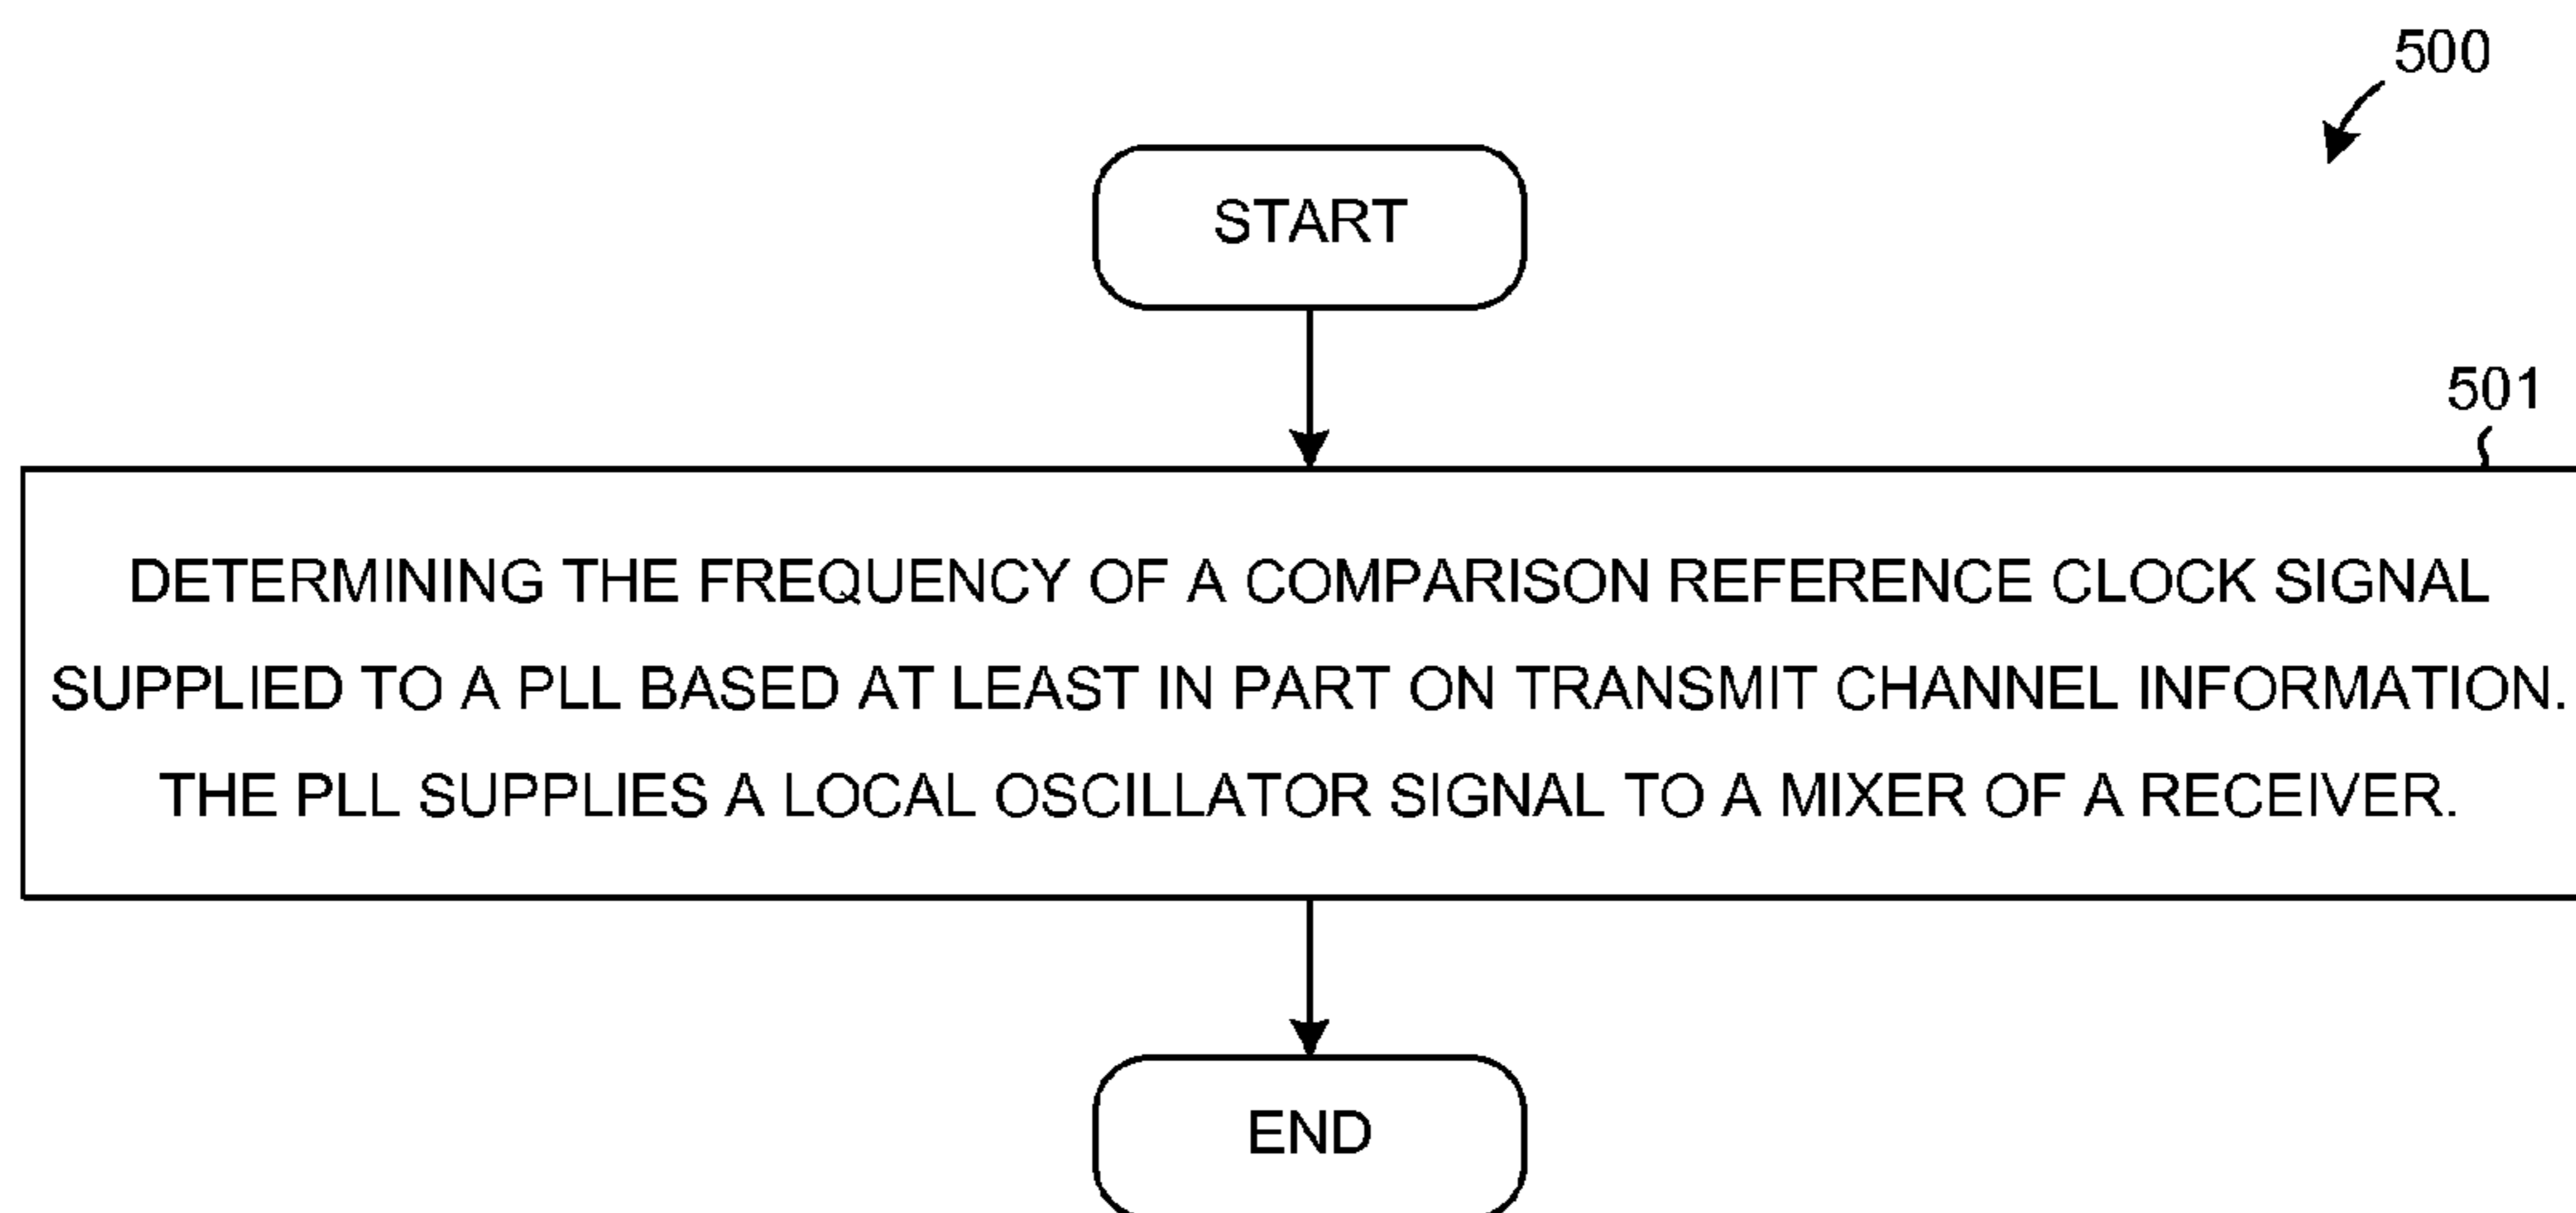 500
START
501
DETERMINING THE FREQUENCY OF A COMPARISON REFERENCE CLOCK SIGNAL
SUPPLIED TO A PLL BASED AT LEAST IN PART ON TRANSMIT CHANNEL INFORMATION.
THE PLL SUPPLIES A LOCAL OSCILLATOR SIGNAL TO A MIXER OF A RECEIVER.
END